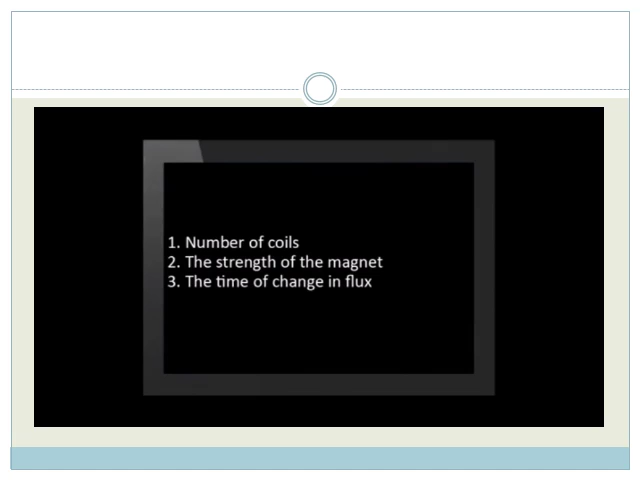 1. Number of coils
2. The strength of the magnet
3. The time of change in flux